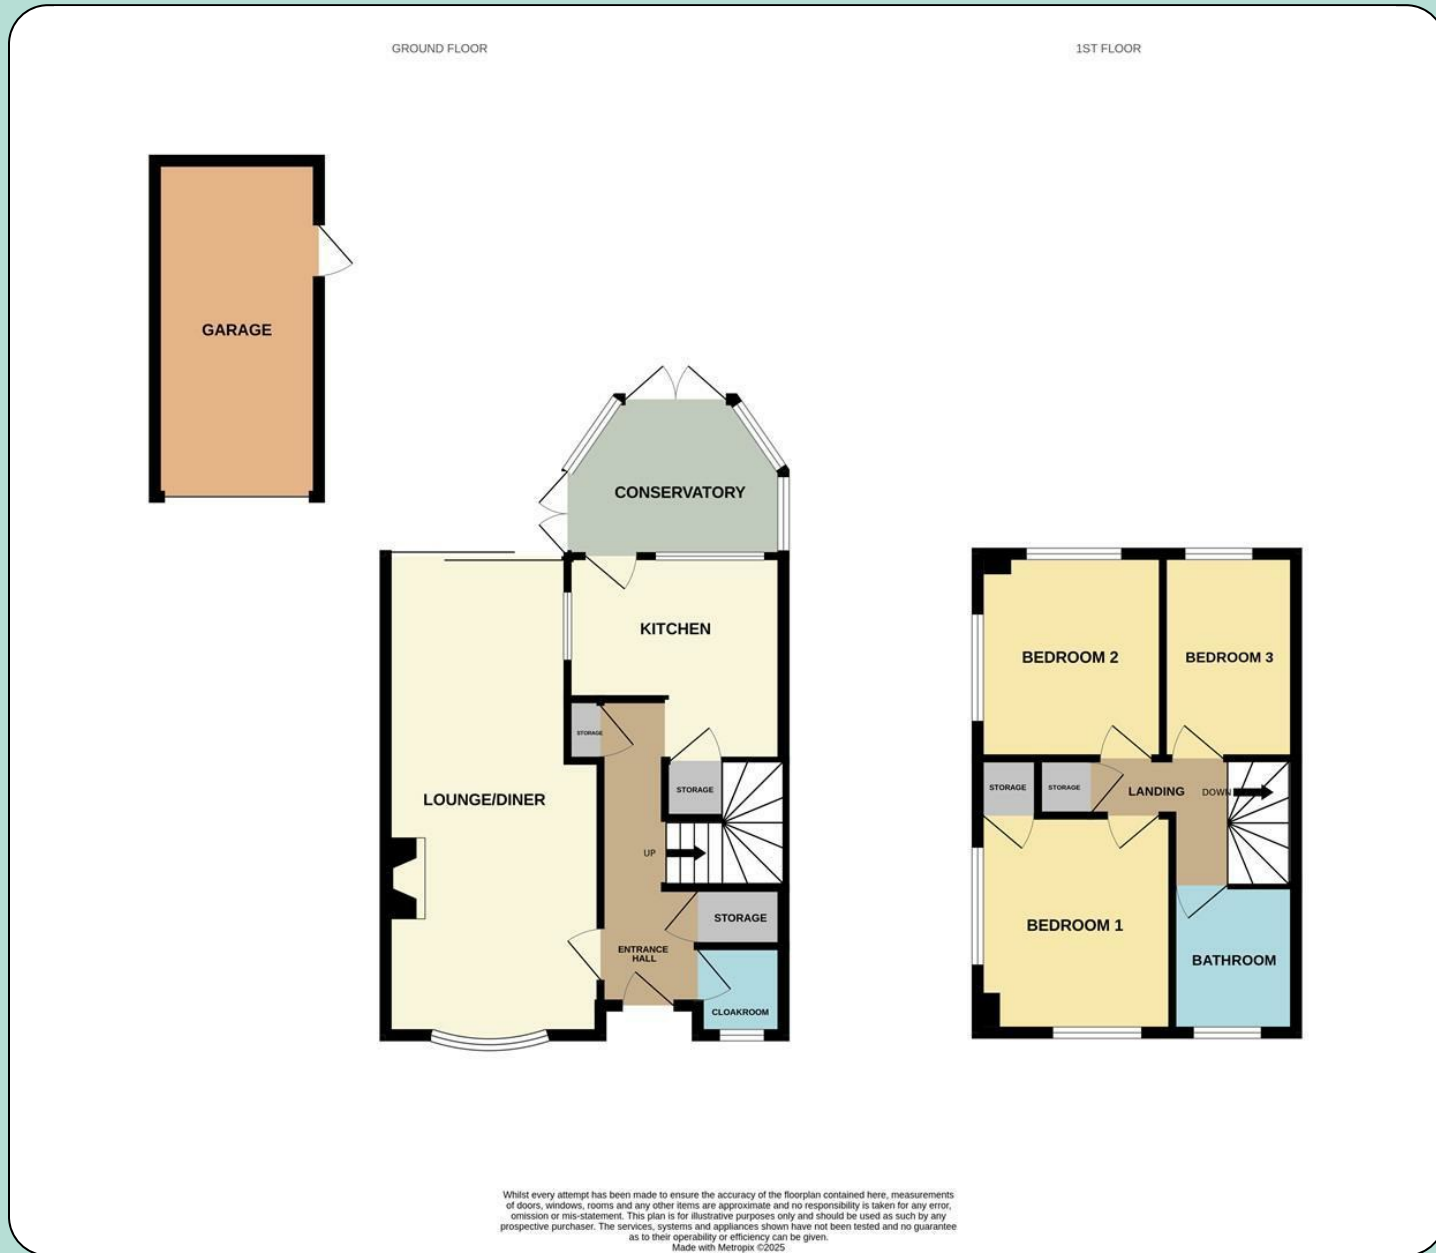 GROUND FLOOR
1ST FLOOR
GARAGE
CONSERVATORY
KITCHEN
STORAGE
STORAGE
LOUNGE/DINER
UP
STORAGE
ENTRANCE
HALL
CLOAKROOM
BEDROOM 2
BEDROOM 3
STORAGE
STORAGE
LANDING
DOWN
BEDROOM 1
BATHROOM
Whilst every attempt has been made to ensure the accuracy of the floorplan contained here, measurements
of doors, windows, rooms and any other items are approximate and no responsibility is taken for any error,
omission or mis-statement. This plan is for illustrative purposes only and should be used as such by any
prospective purchaser. The services, systems and appliances shown have not been tested and no guarantee
as to their operability or efficiency can be given.
Made with Metropix ©2025